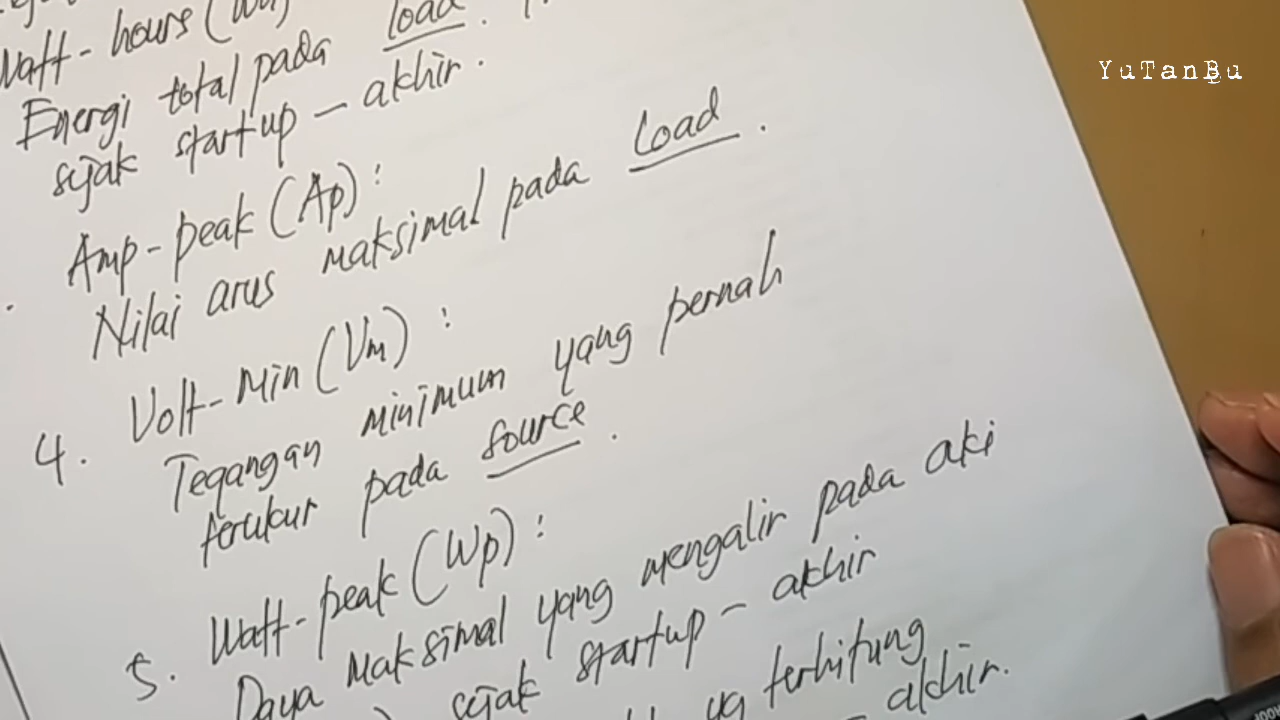 YuTanBu
Watt-hours (Wh)
Energi total pada load.
sejak startup - akhir.
Amp-peak (Ap) :
Nilai arus maksimal pada load.
4. Volt-Min (Vm) :
Tegangan minimum yang pernah
terukur pada source.
5. Watt-peak (Wp) :
Daya Maksimal yang mengalir pada aki
sejak startup - akhir
yg terhitung
akhir.